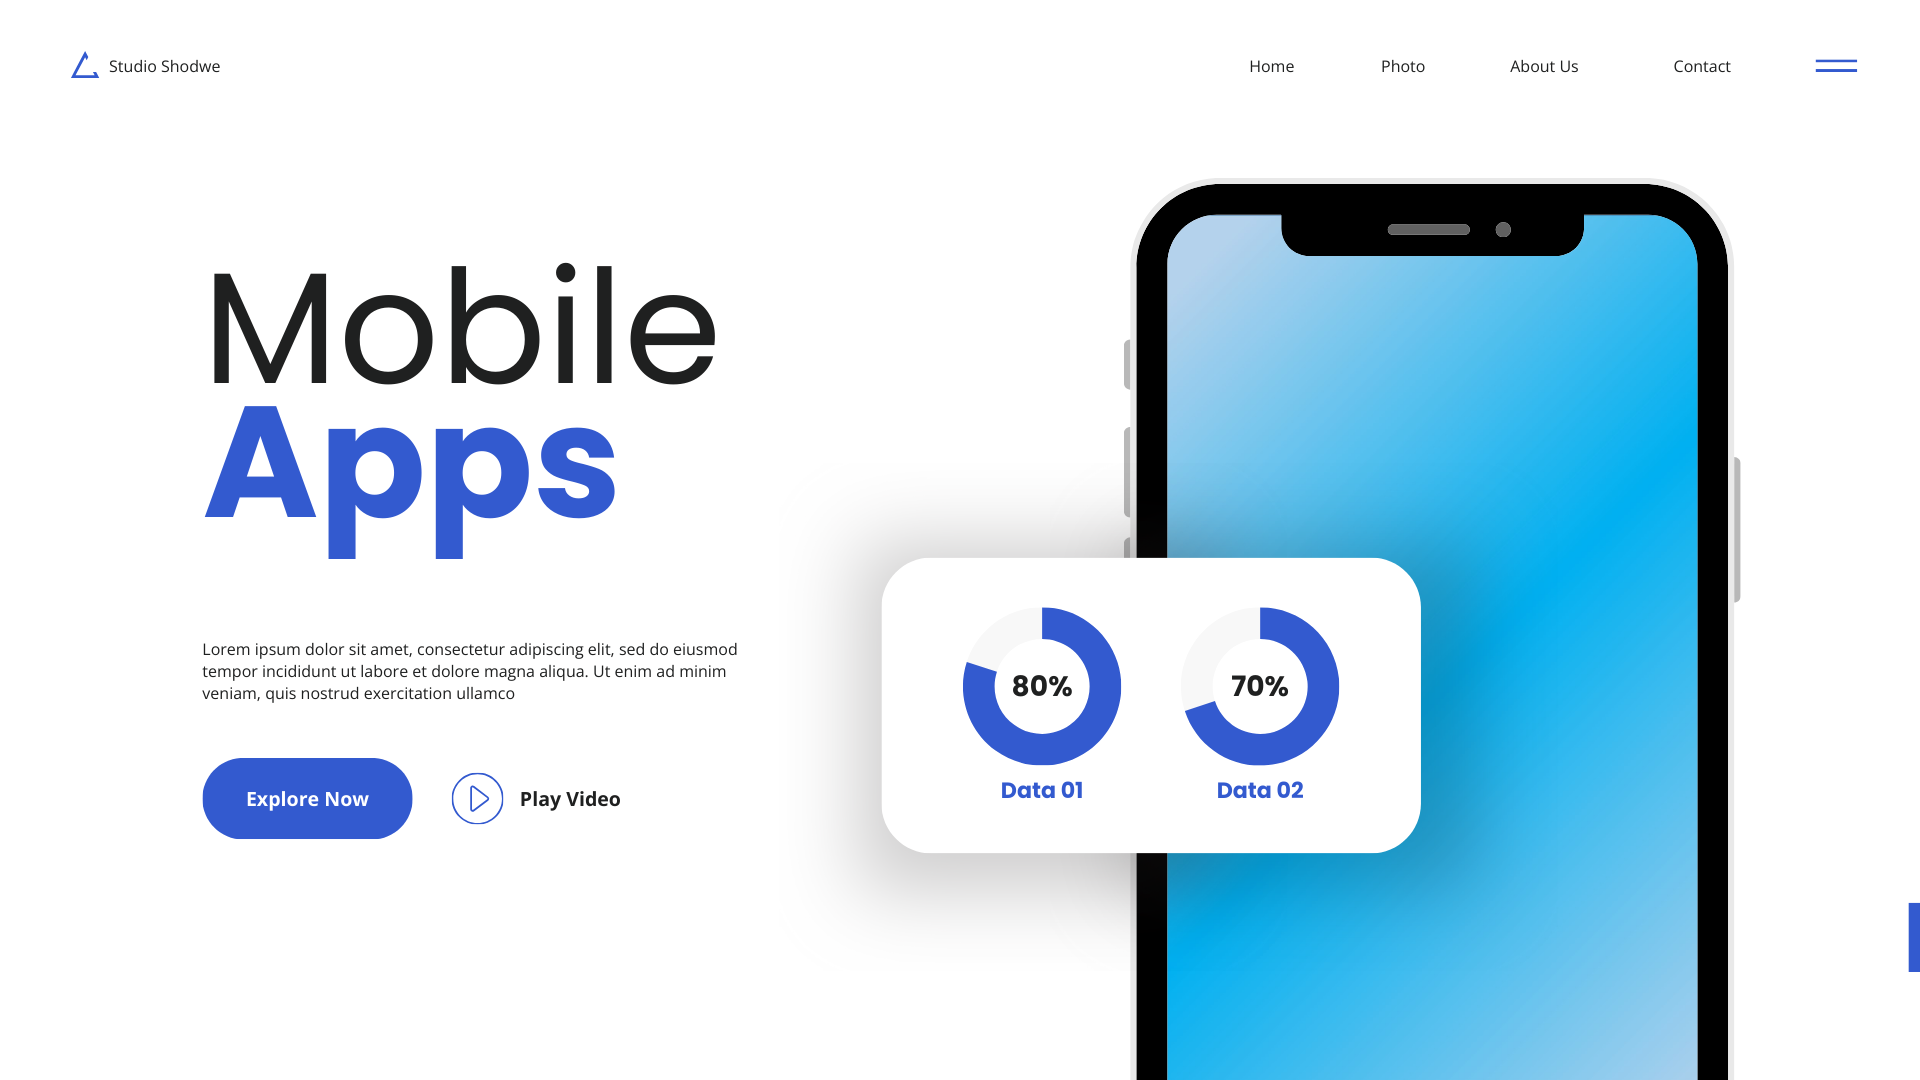 Studio Shodwe
Home
Photo
About Us
Contact
Mobile
Apps
Lorem ipsum dolor sit amet, consectetur adipiscing elit, sed do eiusmod
tempor incididunt ut labore et dolore magna aliqua. Ut enim ad minim
veniam, quis nostrud exercitation ullamco
Explore Now
Play Video
80%
70%
Data 01
Data 02